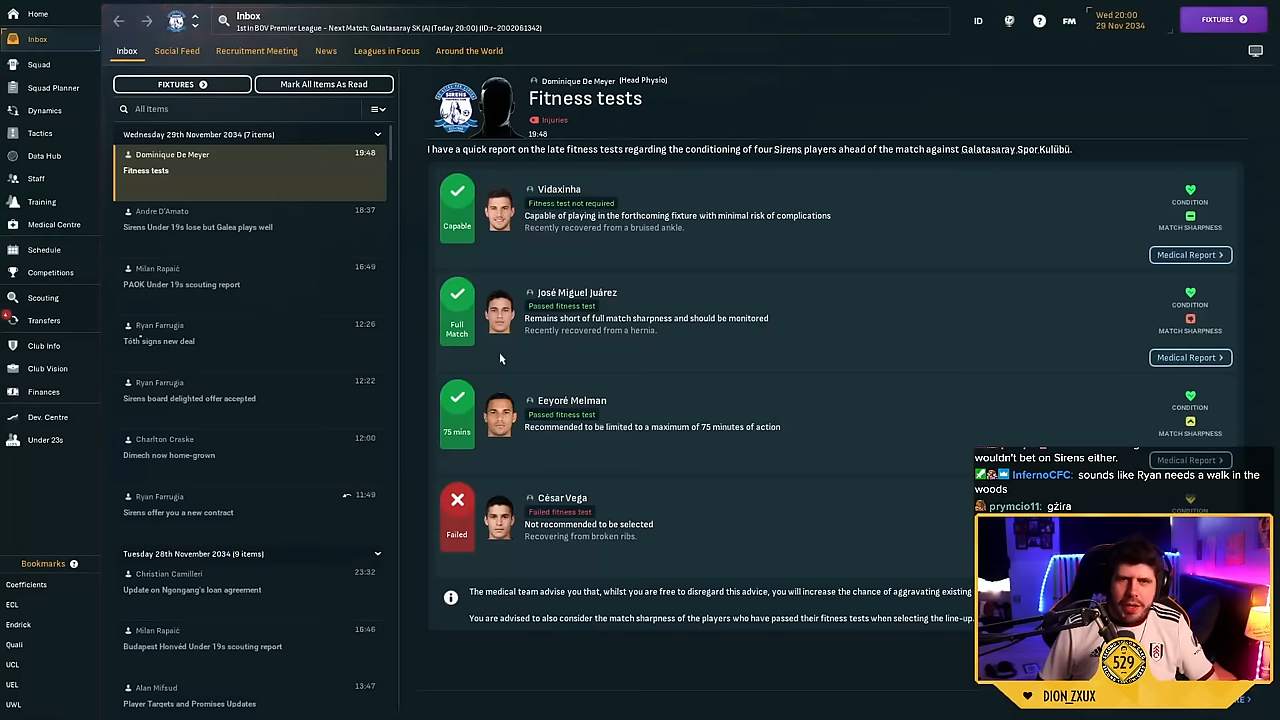 Home
Inbox
Squad
Squad Planner
Dynamics
Tactics
Data Hub
Staff
Training
Medical Centre
Schedule
Competitions
Scouting
4
Transfers
Club Info
Club Vision
Finances
Dev. Centre
Under 23s
Bookmarks ?
Coefficients
ECL
Endrick
Quali
UCL
UEL
UWL
Inbox
1st in BOV Premier League - Next Match: Galatasaray SK (A) (Today 20:00) (ID:r-2002061342)
ID
?
FM
Wed 20:00
29 Nov 2034
FIXTURES
Inbox
Social Feed
Recruitment Meeting
News
Leagues in Focus
Around the World
FIXTURES
Mark All Items As Read
All Items
Wednesday 29th November 2034 (7 items)
Dominique De Meyer 19:48
Fitness tests
Andre D'Amato 18:37
Sirens Under 19s lose but Galea plays well
Milan Rapaić 16:49
PAOK Under 19s scouting report
Ryan Farrugia 12:26
Tóth signs new deal
Ryan Farrugia 12:22
Sirens board delighted offer accepted
Charlton Craske 12:00
Dimech now home-grown
Ryan Farrugia 11:49
Sirens offer you a new contract
Tuesday 28th November 2034 (9 items)
Christian Camilleri 23:32
Update on Ngongang's loan agreement
Milan Rapaić 16:46
Budapest Honvéd Under 19s scouting report
Alan Mifsud 13:47
Player Targets and Promises Updates
SIRENS
Dominique De Meyer (Head Physio)
Fitness tests
Injuries
19:48
I have a quick report on the late fitness tests regarding the conditioning of four Sirens players ahead of the match against Galatasaray Spor Kulübü.
Capable
Vidaxinha
Fitness test not required
Capable of playing in the forthcoming fixture with minimal risk of complications
Recently recovered from a bruised ankle.
CONDITION
MATCH SHARPNESS
Medical Report
Full
Match
José Miguel Juárez
Passed fitness test
Remains short of full match sharpness and should be monitored
Recently recovered from a hernia.
CONDITION
MATCH SHARPNESS
Medical Report
75 mins
Eeyoré Melman
Passed fitness test
Recommended to be limited to a maximum of 75 minutes of action
CONDITION
MATCH SHARPNESS
Medical Report
Failed
César Vega
Failed fitness test
Not recommended to be selected
Recovering from broken ribs.
The medical team advise you that, whilst you are free to disregard this advice, you will increase the chance of aggravating existing
You are advised to also consider the match sharpness of the players who have passed their fitness tests when selecting the line-up.
wouldn't bet on Sirens either.
InfernoCFC: sounds like Ryan needs a walk in the
woods
prymcio11: gżira
529
DION_ZXUX